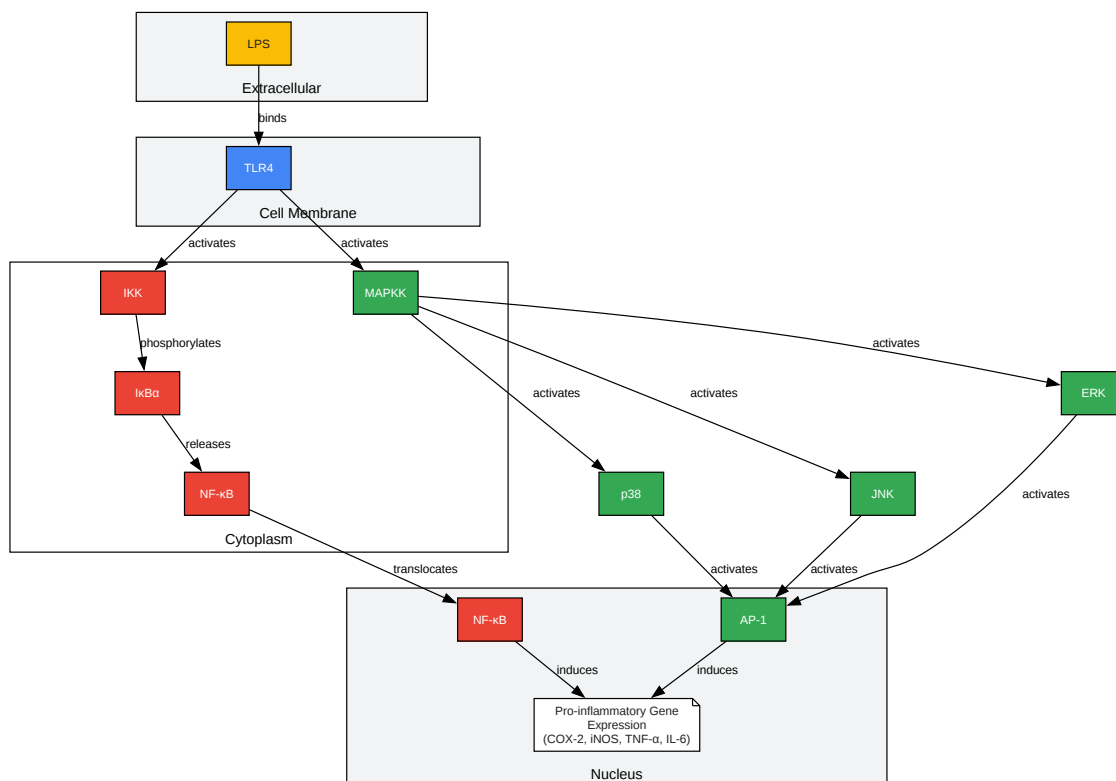 LPS
Extracellular
binds
TLR4
Cell Membrane
activates
activates
IKK
MAPKK
phosphorylates
activates
IκBα
activates
activates
ERK
releases
NF-κB
p38
JNK
activates
Cytoplasm
translocates
activates
activates
NF-κB
AP-1
induces
induces
Pro-inflammatory Gene
Expression
(COX-2, iNOS, TNF-α, IL-6)
Nucleus